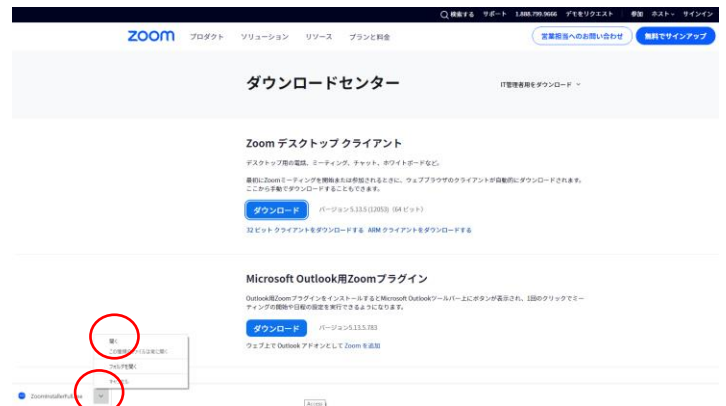 検索する サポート 1.888.799.9666 デモをリクエスト 参加 ホスト サインイン
zoom プロダクト ソリューション リソース プランと料金 営業担当へのお問い合わせ 無料でサインアップ
ダウンロードセンター IT管理者用をダウンロード
Zoom デスクトップ クライアント
デスクトップ用の電話、ミーティング、チャット、ホワイトボードなど。
最初にZoomミーティングを開始または参加されるときに、ウェブブラウザのクライアントが自動的にダウンロードされます。
ここから手動でダウンロードすることもできます。
ダウンロード バージョン5.13.5 (12053) (64 ビット)
32 ビット クライアントをダウンロードする ARM クライアントをダウンロードする
Microsoft Outlook用Zoomプラグイン
Outlook用ZoomプラグインをインストールするとMicrosoft Outlookツールバー上にボタンが表示され、1回のクリックでミー
ティングの開始や日程の設定を実行できるようになります。
ダウンロード バージョン5.13.5.783
ウェブ上で Outlook アドオンとして Zoom を追加
開く
フォルダを開く
キャンセル